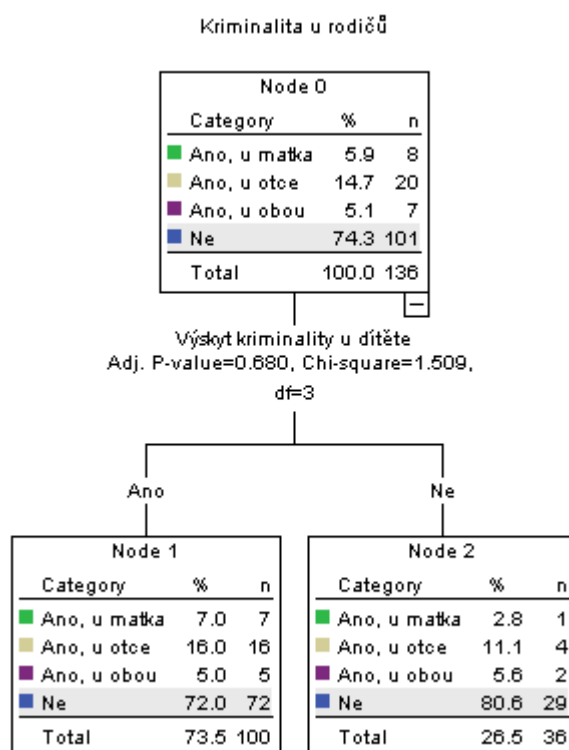 Kriminalita u rodičů
Node 0
Category % n
Ano, u matka 5.9 8
Ano, u otce 14.7 20
Ano, u obou 5.1 7
Ne 74.3 101
Total 100.0 136
Výskyt kriminality u dítěte
Adj. P-value=0.680, Chi-square=1.509,
df=3
Ano Ne
Node 1
Category % n
Ano, u matka 7.0 7
Ano, u otce 16.0 16
Ano, u obou 5.0 5
Ne 72.0 72
Total 73.5 100
Node 2
Category % n
Ano, u matka 2.8 1
Ano, u otce 11.1 4
Ano, u obou 5.6 2
Ne 80.6 29
Total 26.5 36